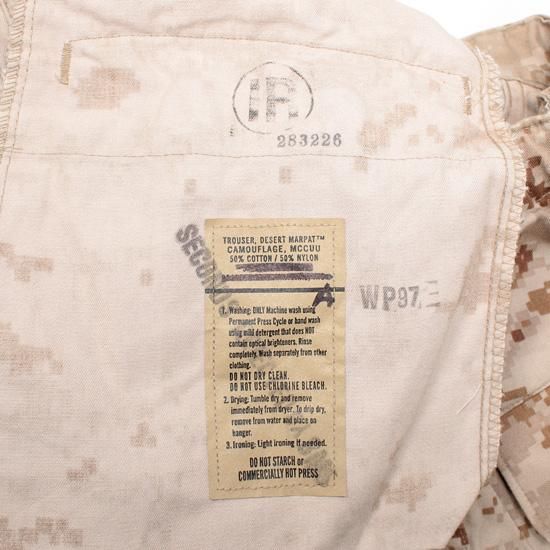 I.R.
283226
SECONDS
TROUSER, DESERT MARPAT™
CAMOUFLAGE, MCCUU
50% COTTON / 50% NYLON
A
WP97
1. Washing: ONLY Machine wash using
Permanent Press Cycle or hand wash
using mild detergent that does NOT
contain optical brighteners. Rinse
completely. Wash separately from other
clothing.
DO NOT DRY CLEAN.
DO NOT USE CHLORINE BLEACH.
2. Drying: Tumble dry and remove
immediately from dryer. To drip dry,
remove from water and place on
hanger.
3. Ironing: Light ironing if needed.
DO NOT STARCH or
COMMERCIALLY HOT PRESS